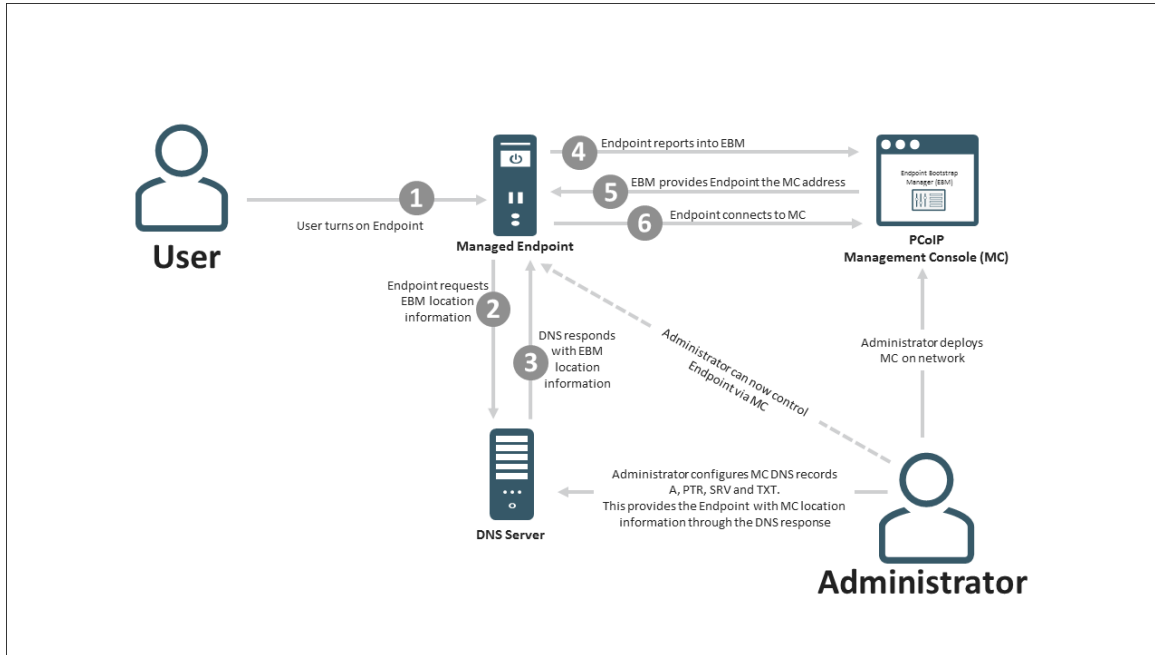 4
Endpoint reports into EBM
Endpoint Bootstrap
Manager (EBM)
5
EBM provides Endpoint the MC address
1
User turns on Endpoint
6
Endpoint connects to MC
User
Managed Endpoint
PCoIP
Management Console (MC)
Endpoint requests
EBM location
information
2
3
DNS responds
with EBM
location
information
Administrator can now control
Endpoint via MC
Administrator deploys
MC on network
DNS Server
Administrator configures MC DNS records
A, PTR, SRV and TXT.
This provides the Endpoint with MC location
information through the DNS response
Administrator